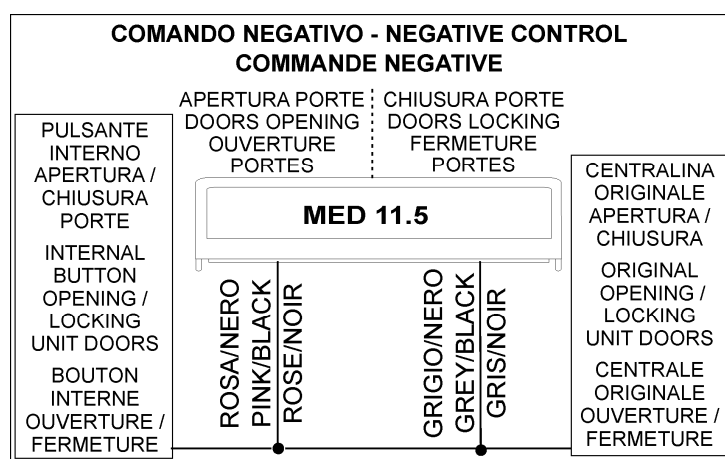 COMANDO NEGATIVO - NEGATIVE CONTROL
COMMANDE NEGATIVE
APERTURA PORTE
DOORS OPENING
OUVERTURE
PORTES
CHIUSURA PORTE
DOORS LOCKING
FERMETURE
PORTES
PULSANTE
INTERNO
APERTURA /
CHIUSURA
PORTE
INTERNAL
BUTTON
OPENING /
LOCKING
UNIT DOORS
BOUTON
INTERNE
OUVERTURE /
FERMETURE
MED 11.5
ROSA/NERO
PINK/BLACK
ROSE/NOIR
GRIGIO/NERO
GREY/BLACK
GRIS/NOIR
CENTRALINA
ORIGINALE
APERTURA /
CHIUSURA
ORIGINAL
OPENING /
LOCKING
UNIT DOORS
CENTRALE
ORIGINALE
OUVERTURE /
FERMETURE